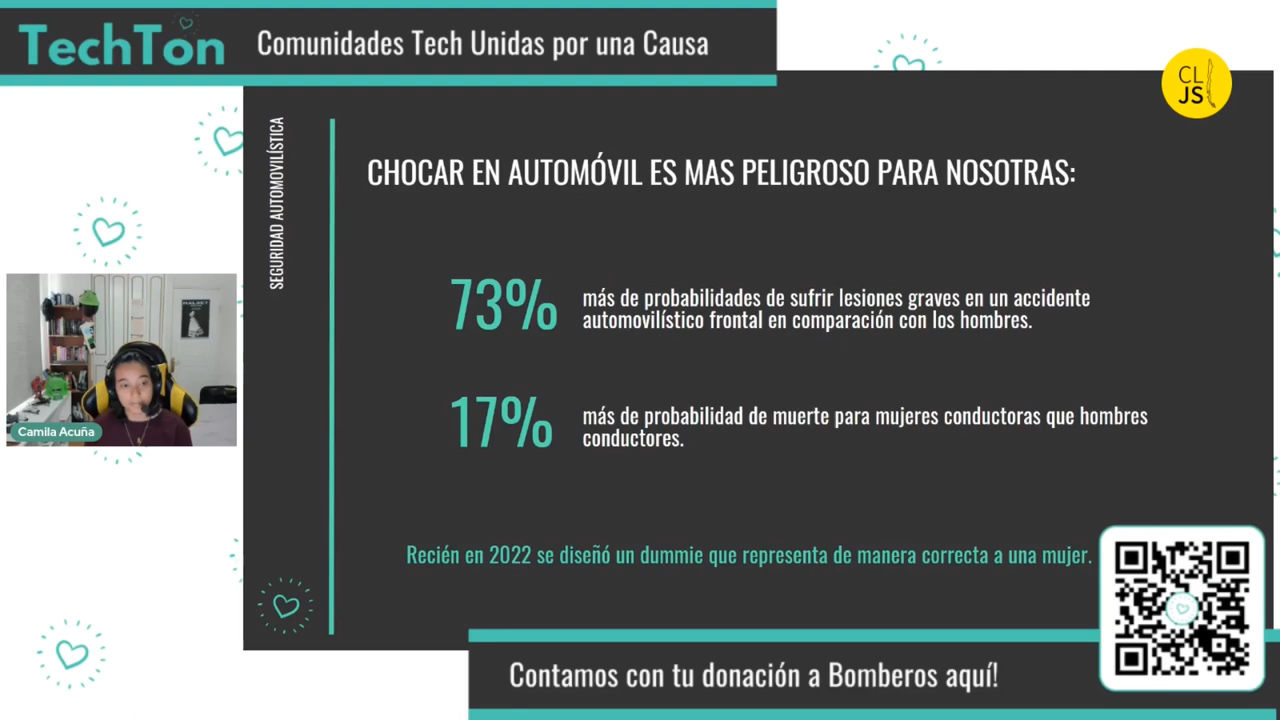 TechTon
Comunidades Tech Unidas por una Causa
CL
JS
SEGURIDAD AUTOMOVILÍSTICA
CHOCAR EN AUTOMÓVIL ES MAS PELIGROSO PARA NOSOTRAS:
73%
más de probabilidades de sufrir lesiones graves en un accidente
automovilístico frontal en comparación con los hombres.
17%
más de probabilidad de muerte para mujeres conductoras que hombres
conductores.
Recién en 2022 se diseñó un dummie que representa de manera correcta a una mujer.
Camila Acuña
Contamos con tu donación a Bomberos aquí!